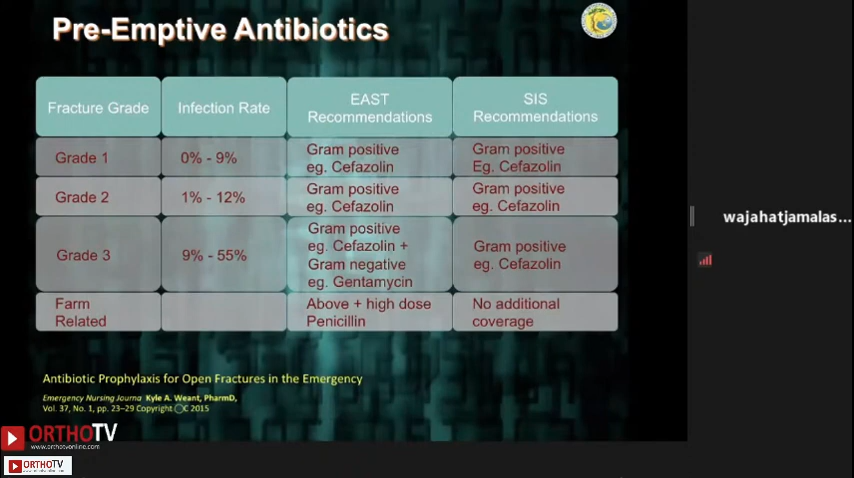 Pre-Emptive Antibiotics
Fracture Grade
Infection Rate
EAST
Recommendations
SIS
Recommendations
Grade 1
0% - 9%
Gram positive
eg. Cefazolin
Gram positive
Eg. Cefazolin
Grade 2
1% - 12%
Gram positive
eg. Cefazolin
Gram positive
eg. Cefazolin
Grade 3
9% - 55%
Gram positive
eg. Cefazolin +
Gram negative
eg. Gentamycin
Gram positive
eg. Cefazolin
Farm
Related
Above + high dose
Penicillin
No additional
coverage
Antibiotic Prophylaxis for Open Fractures in the Emergency
Emergency Nursing Journa Kyle A. Weant, PharmD,
Vol. 37, No. 1, pp. 23–29 Copyright C 2015
wajahatjamalas...
ORTHOTV
www.orthotvonline.com
ORTHOTV